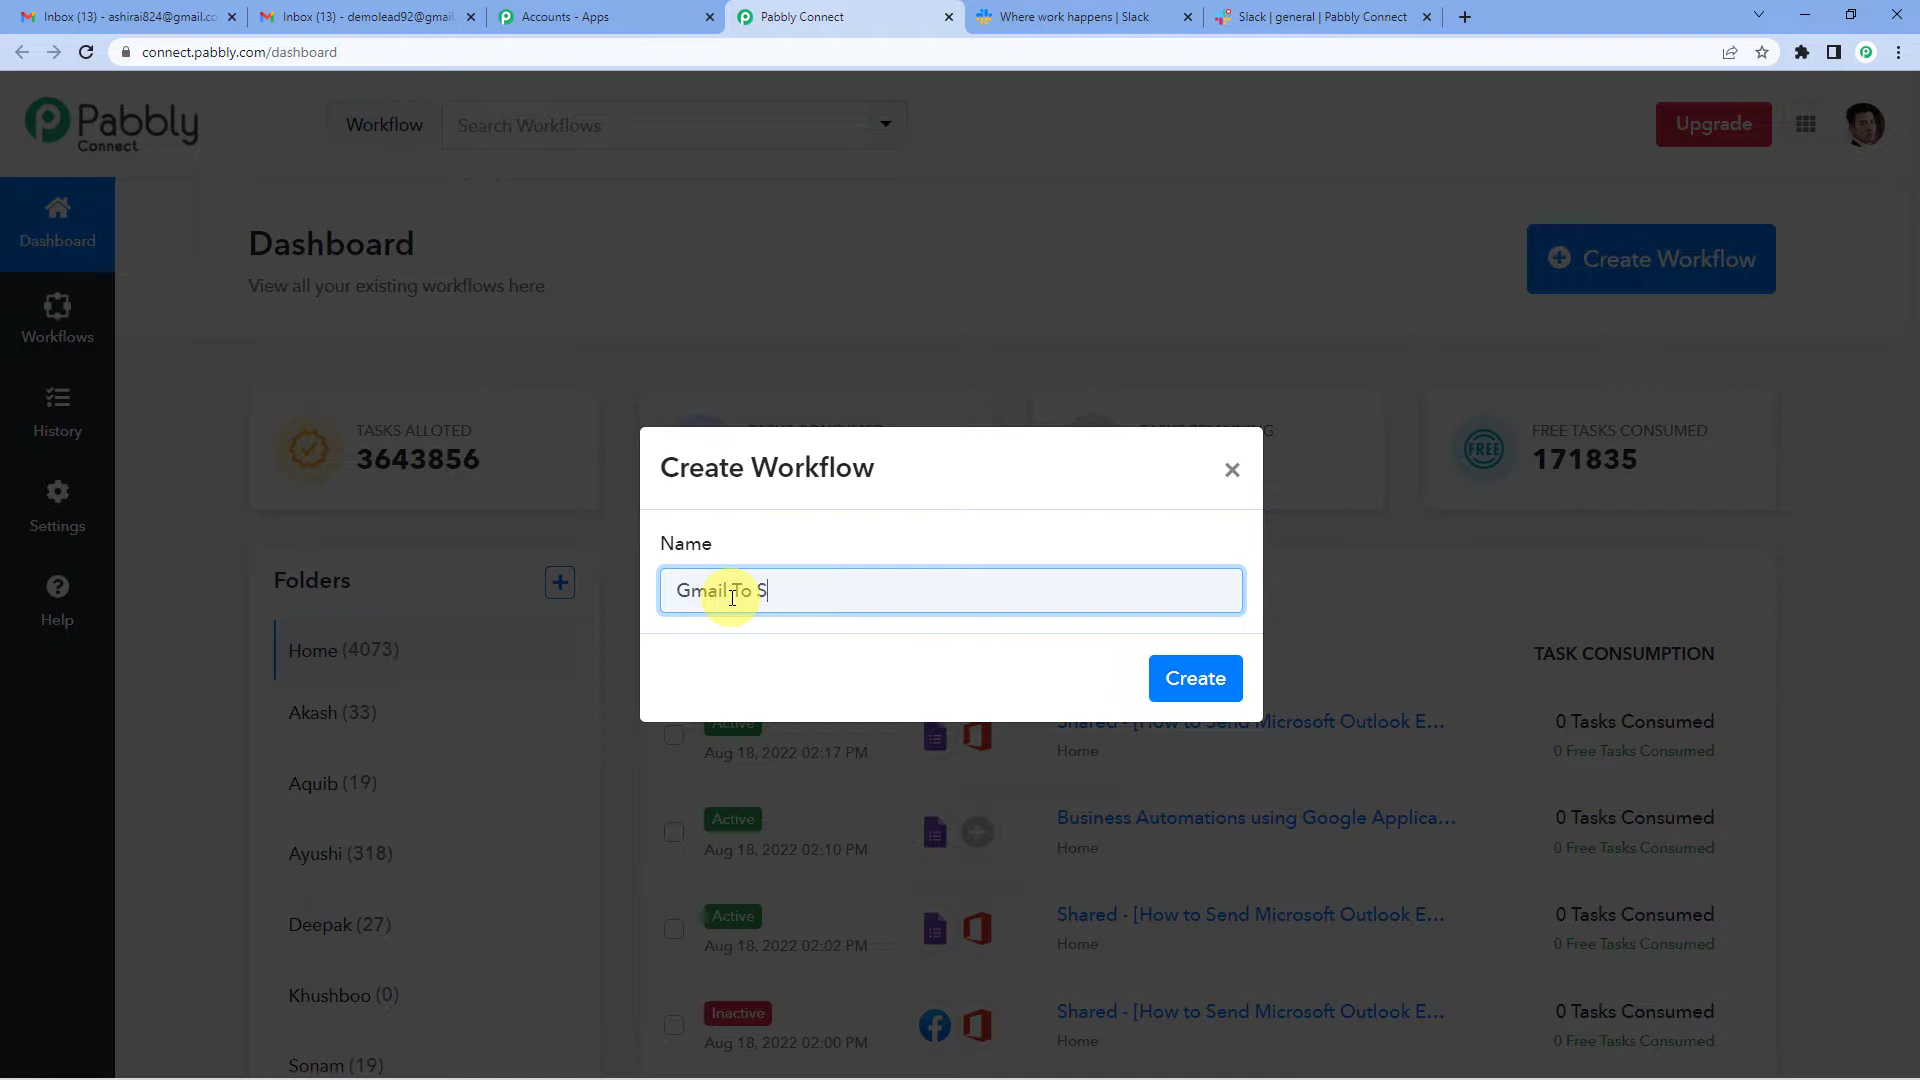 Inbox (13) - ashirai824@gmail.co
Inbox (13) - demolead92@gmail.
Accounts - Apps
Pabbly Connect
Where work happens | Slack
Slack | general | Pabbly Connect
connect.pabbly.com/dashboard
Pabbly
Connect
Workflow
Search Workflows
Upgrade
Dashboard
Workflows
History
Settings
Help
Dashboard
View all your existing workflows here
Create Workflow
TASKS ALLOTED
3643856
FREE TASKS CONSUMED
171835
FREE
Create Workflow
×
Name
Gmail To S
Create
Folders
Home (4073)
Akash (33)
Aquib (19)
Ayushi (318)
Deepak (27)
Khushboo (0)
Sonam (19)
TASK CONSUMPTION
Active
Aug 18, 2022 02:17 PM
Shared - [How to Send Microsoft Outlook E...
Home
0 Tasks Consumed
0 Free Tasks Consumed
Active
Aug 18, 2022 02:10 PM
Business Automations using Google Applica...
Home
0 Tasks Consumed
0 Free Tasks Consumed
Active
Aug 18, 2022 02:02 PM
Shared - [How to Send Microsoft Outlook E...
Home
0 Tasks Consumed
0 Free Tasks Consumed
Inactive
Aug 18, 2022 02:00 PM
Shared - [How to Send Microsoft Outlook E...
Home
0 Tasks Consumed
0 Free Tasks Consumed